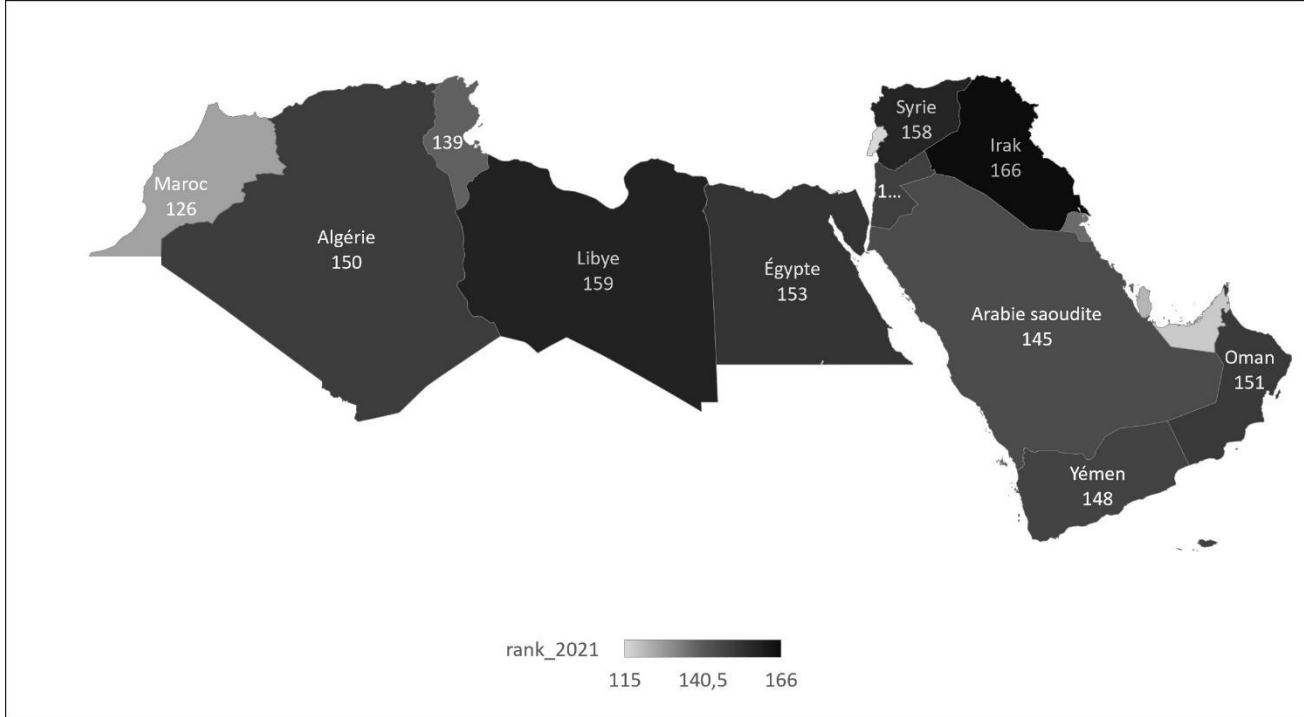 Syrie
158
Irak
166
139
Maroc
126
1...
Algérie
150
Libye
159
Égypte
153
Arabie saoudite
145
Oman
151
Yémen
148
rank_2021
115 140,5 166